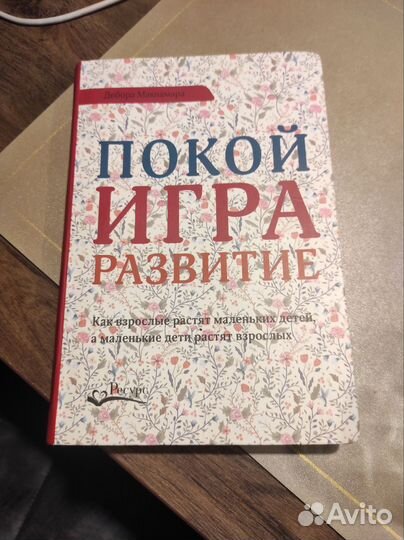 Дебора Макнамара
ПОКОЙ
ИГРА
РАЗВИТИЕ
Как взрослые растят маленьких детей,
а маленькие дети растят взрослых
Ресурс
Avito